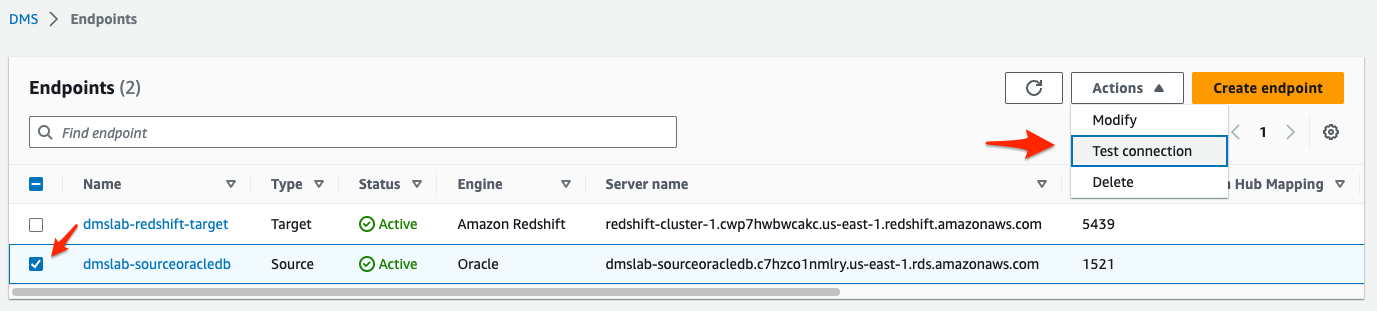 DMS > Endpoints
Endpoints (2)
Actions
Create endpoint
Find endpoint
Modify
Test connection
Delete
1
Name Type Status Engine Server name Hub Mapping
dmslab-redshift-target Target Active Amazon Redshift redshift-cluster-1.cwp7hwbwcakc.us-east-1.redshift.amazonaws.com 5439
dmslab-sourceoracledb Source Active Oracle dmslab-sourceoracledb.c7hzco1nmlry.us-east-1.rds.amazonaws.com 1521